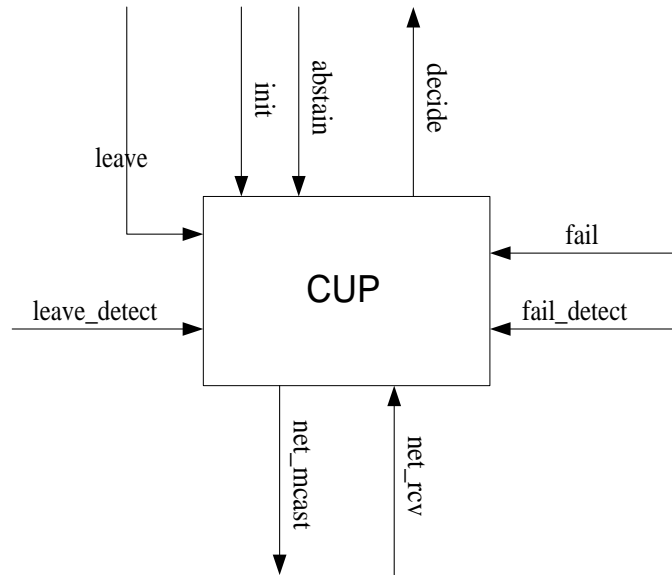 init
abstain
decide
leave
fail
CUP
leave_detect
fail_detect
net_mcast
net_rcv